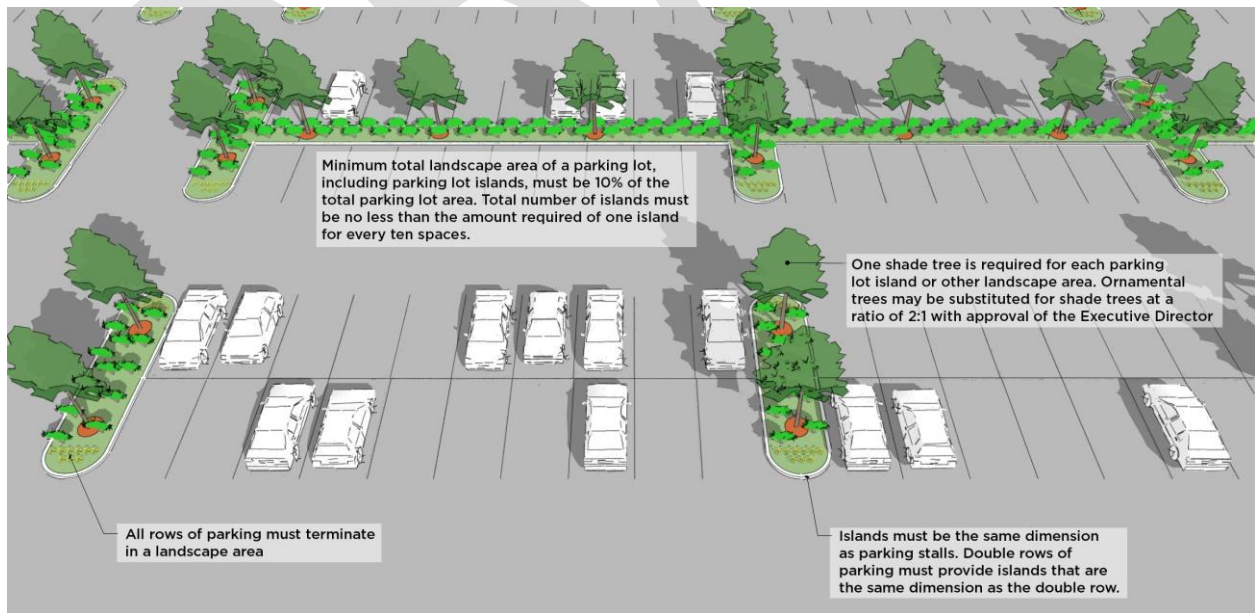 Minimum total landscape area of a parking lot,
including parking lot islands, must be 10% of the
total parking lot area. Total number of islands must
be no less than the amount required of one island
for every ten spaces.
One shade tree is required for each parking
lot island or other landscape area. Ornamental
trees may be substituted for shade trees at a
ratio of 2:1 with approval of the Executive Director
All rows of parking must terminate
in a landscape area
Islands must be the same dimension
as parking stalls. Double rows of
parking must provide islands that are
the same dimension as the double row.